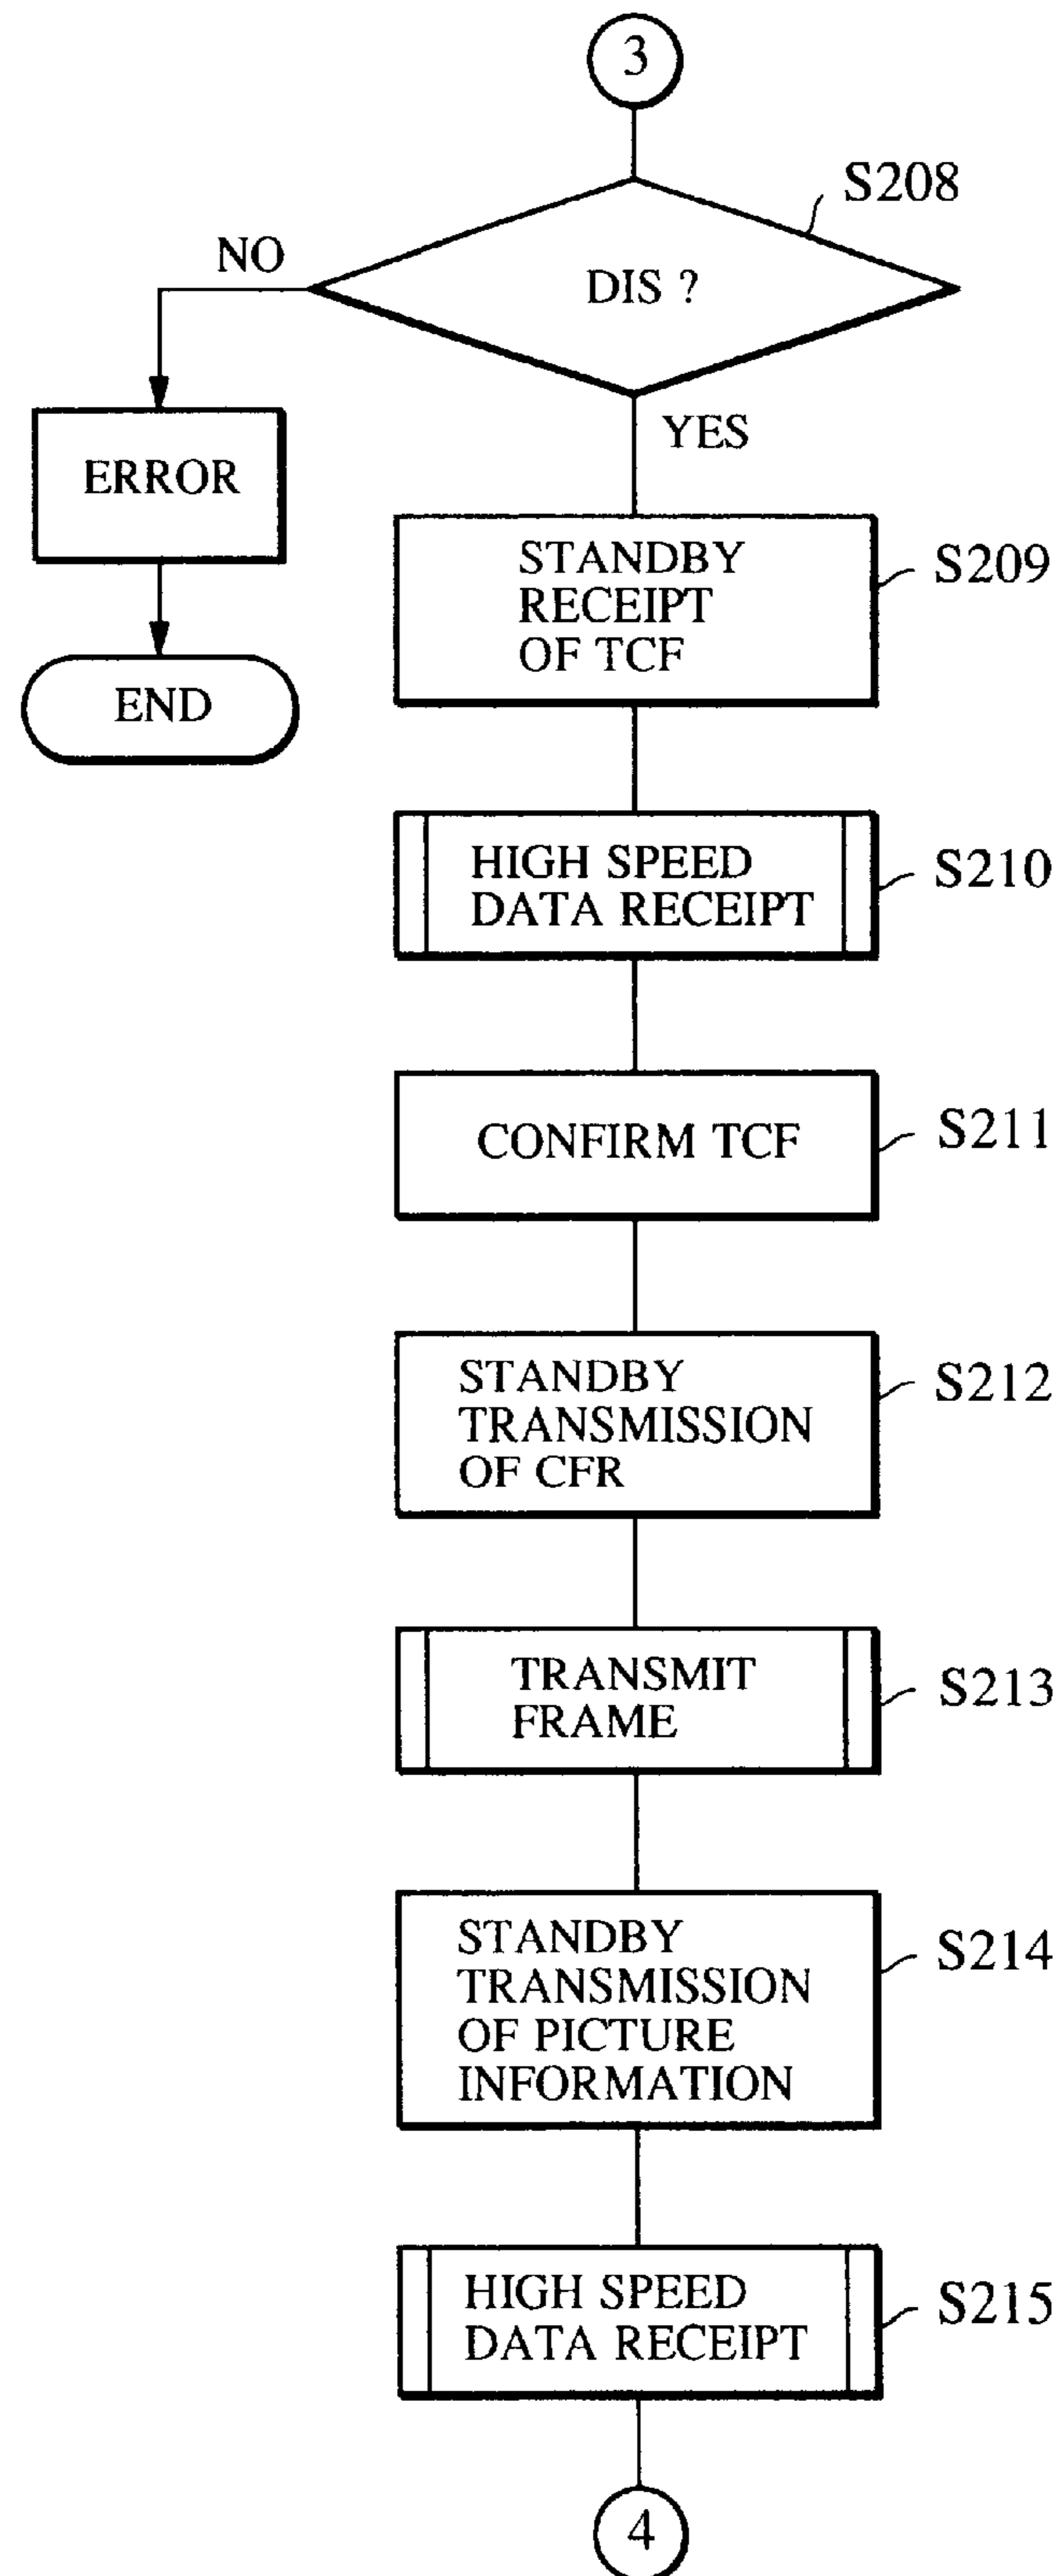 3
S208
NO
DIS ?
YES
ERROR
END
STANDBY
RECEIPT
OF TCF
S209
HIGH SPEED
DATA RECEIPT
S210
CONFIRM TCF
S211
STANDBY
TRANSMISSION
OF CFR
S212
TRANSMIT
FRAME
S213
STANDBY
TRANSMISSION
OF PICTURE
INFORMATION
S214
HIGH SPEED
DATA RECEIPT
S215
4